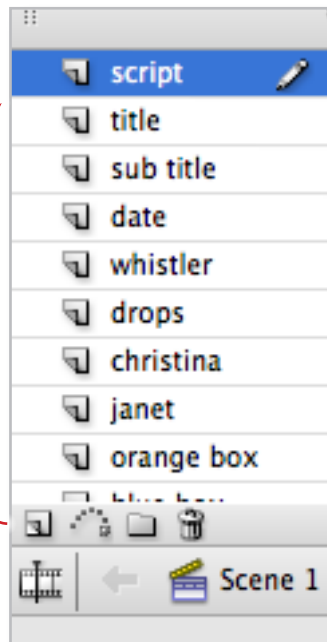 script
title
sub title
date
whistler
drops
christina
janet
orange box
Scene 1